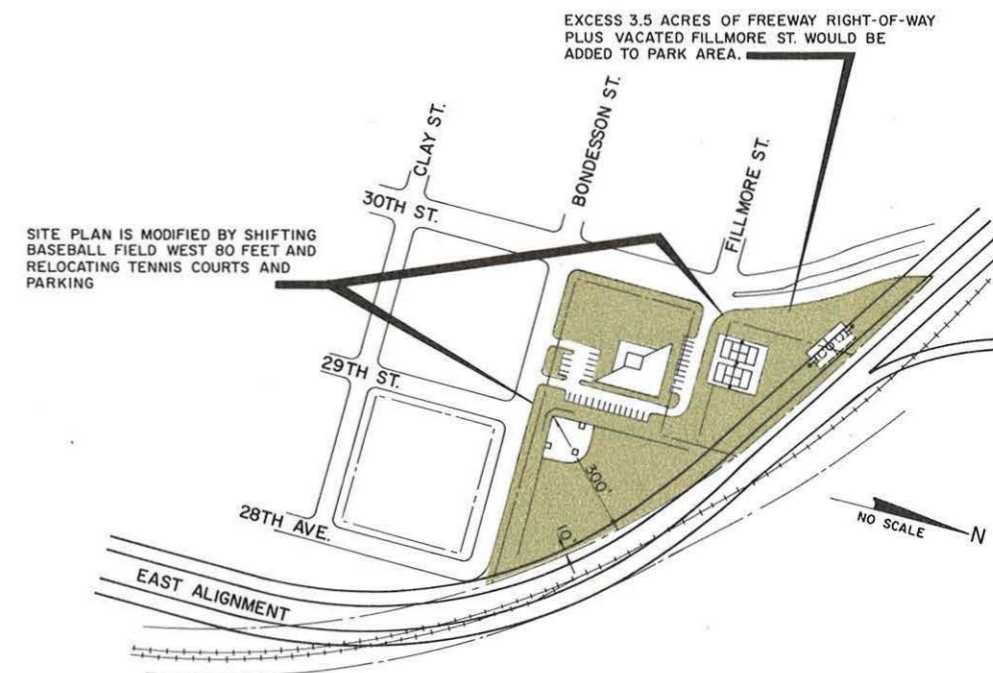 EXCESS 3.5 ACRES OF FREEWAY RIGHT-OF-WAY
PLUS VACATED FILLMORE ST. WOULD BE
ADDED TO PARK AREA.
CLAY ST.
BONDESSON ST.
FILLMORE ST.
30TH ST.
SITE PLAN IS MODIFIED BY SHIFTING
BASEBALL FIELD WEST 80 FEET AND
RELOCATING TENNIS COURTS AND
PARKING
29TH ST.
300'
28TH AVE.
NO SCALE
N
EAST ALIGNMENT